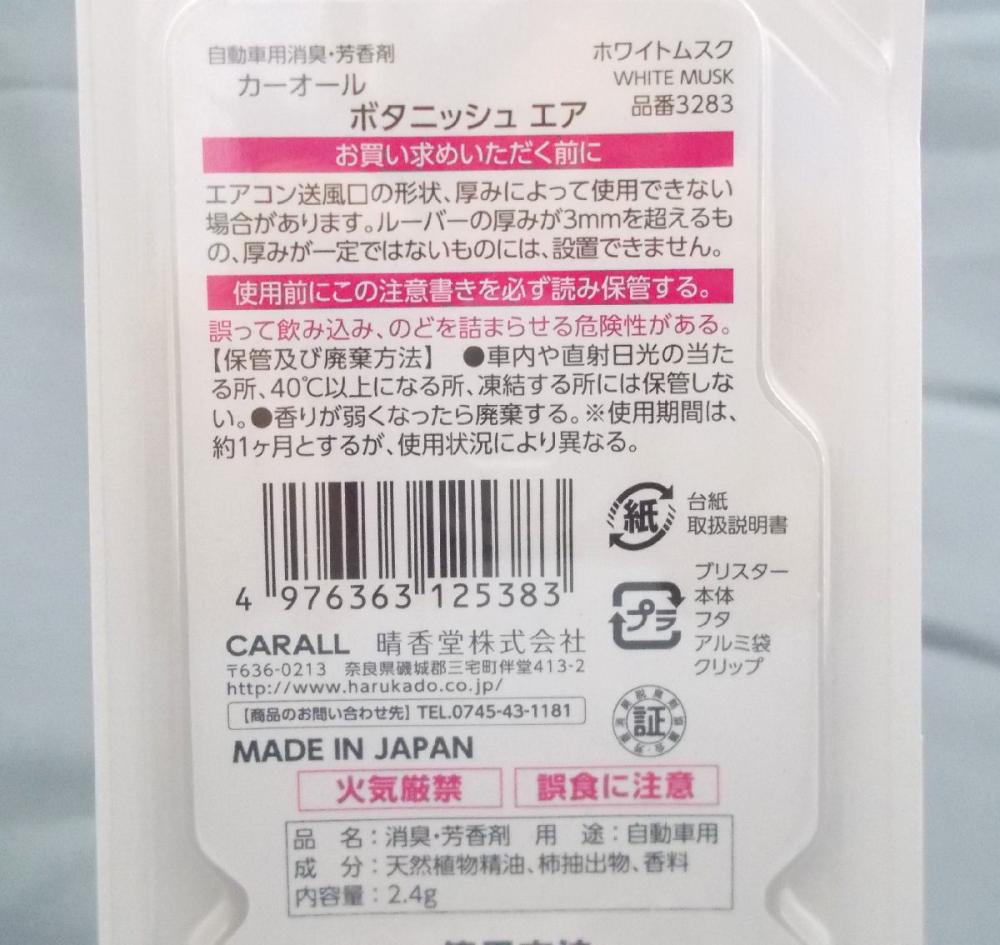 自動車用消臭・芳香剤
カーオール
ボタニッシュ エア
ホワイトムスク
WHITE MUSK
品番3283
お買い求めいただく前に
エアコン送風口の形状、厚みによって使用できない
場合があります。ルーバーの厚みが3mmを超えるも
の、厚みが一定ではないものには、設置できません。
使用前にこの注意書きを必ず読み保管する。
誤って飲み込み、のどを詰まらせる危険性がある。
【保管及び廃棄方法】 ●車内や直射日光の当た
る所、40℃以上になる所、凍結する所には保管しな
い。●香りが弱くなったら廃棄する。※使用期間は、
約1ヶ月とするが、使用状況により異なる。
4 976363 125383
紙
台紙
取扱説明書
プラ
ブリスター
本体
フタ
アルミ袋
クリップ
CARALL 晴香堂株式会社
〒636-0213 奈良県磯城郡三宅町伴堂413-2
http://www.harukado.co.jp/
【商品のお問い合わせ先】TEL.0745-43-1181
証
MADE IN JAPAN
火気厳禁
誤食に注意
品 名：消臭・芳香剤 用 途：自動車用
成 分：天然植物精油、柿抽出物、香料
内容量：2.4g